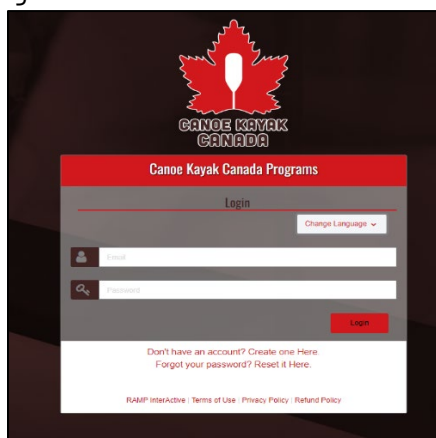 CANOE KAYAK
CANADA
Canoe Kayak Canada Programs
Login
Change Language
Email
Password
Login
Don't have an account? Create one Here.
Forgot your password? Reset it Here.
RAMP InterActive | Terms of Use | Privacy Policy | Refund Policy